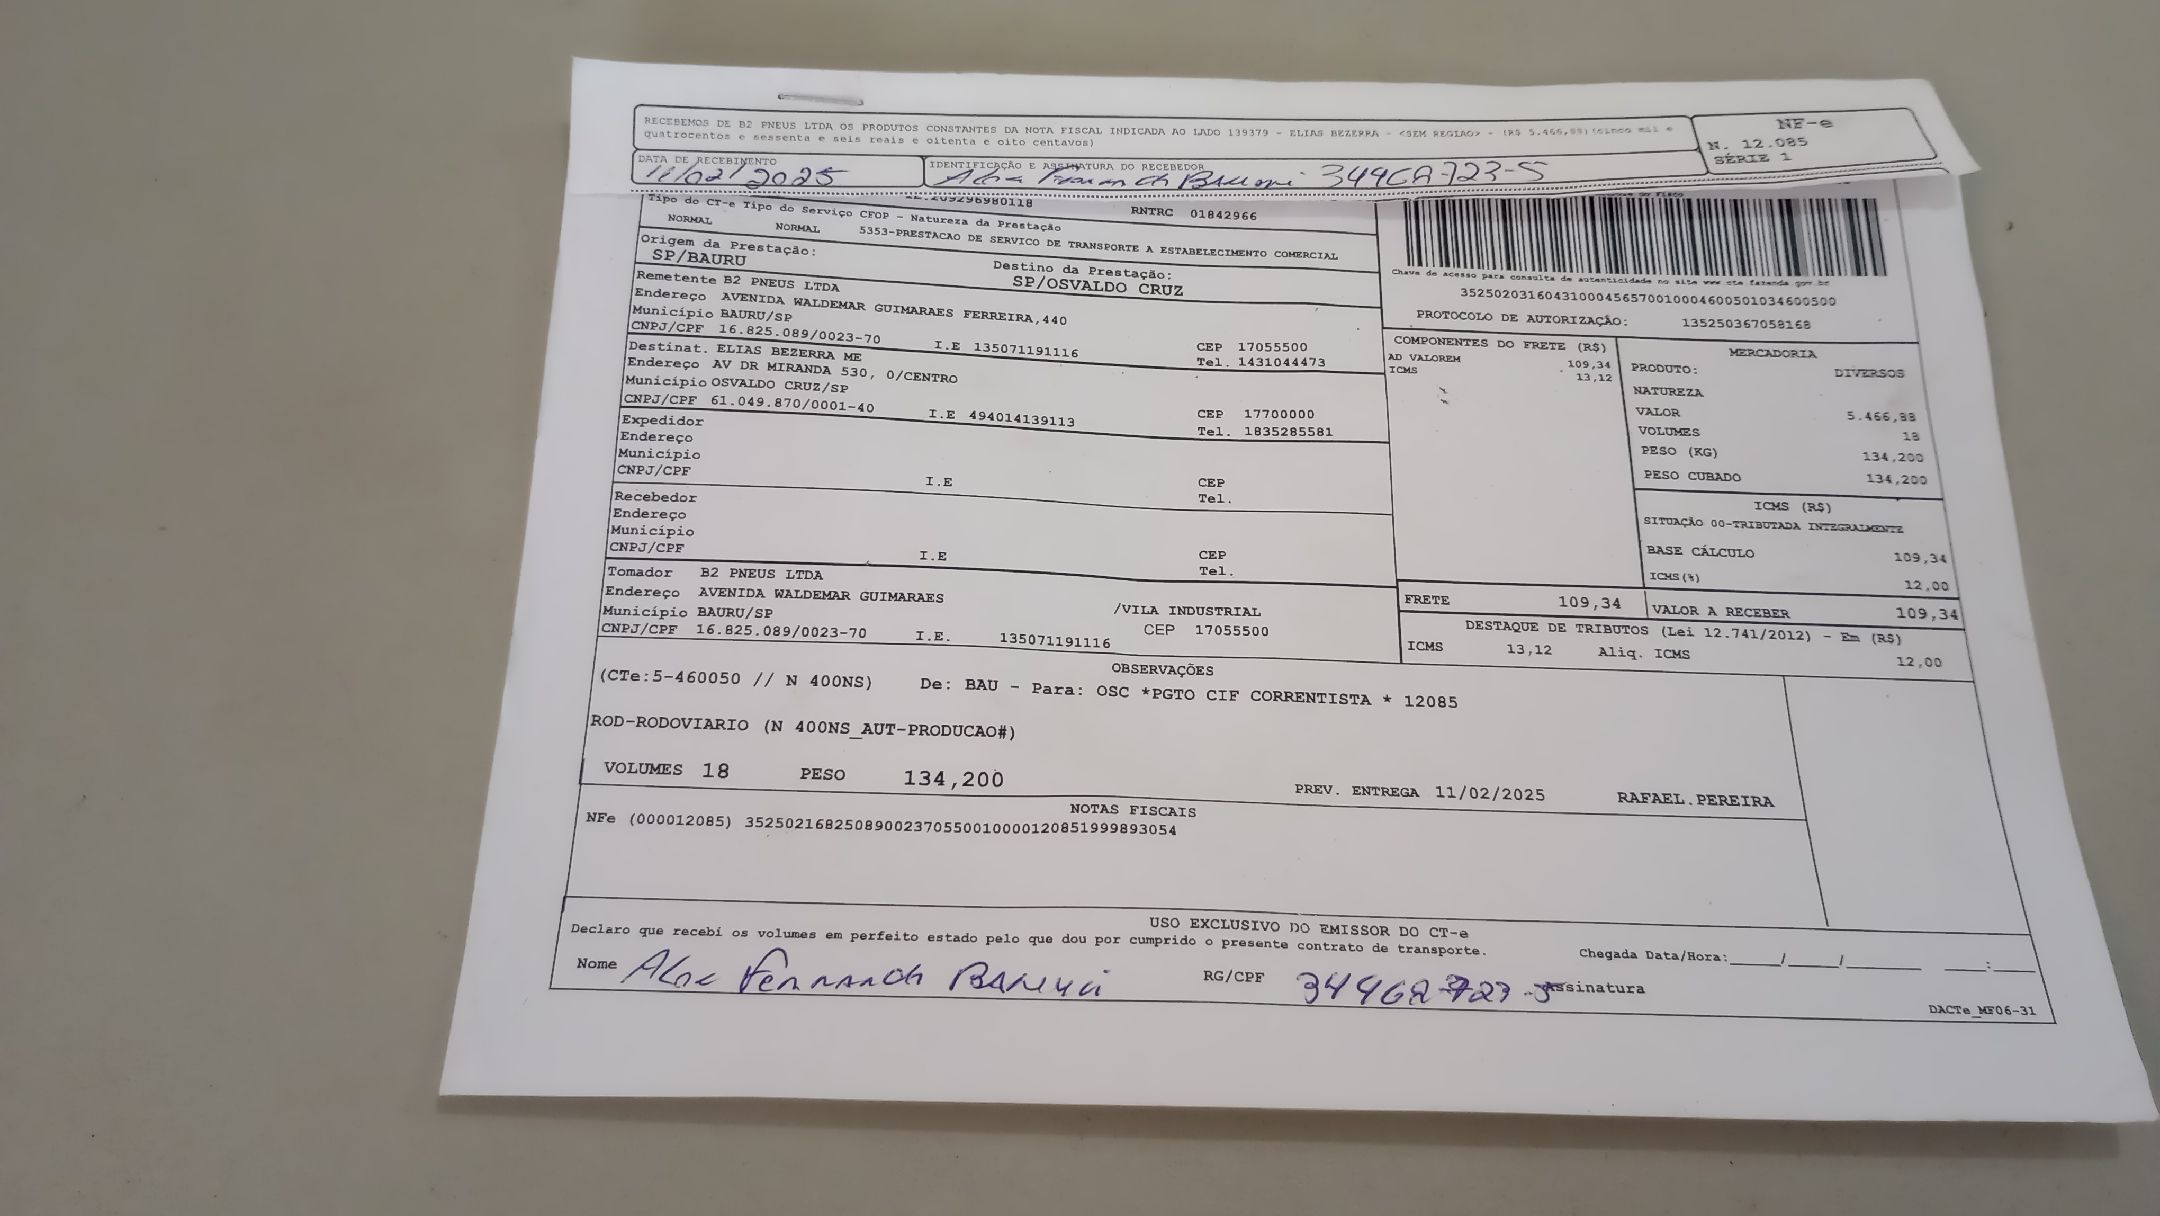 RECEBEMOS DE B2 PNEUS LTDA OS PRODUTOS CONSTANTES DA NOTA FISCAL INDICADA AO LADO 139379 - ELIAS BEZERRA - <SEM REGIAO> - (R$ 5.466,88)(cinco mil e
quatrocentos e sessenta e seis reais e oitenta e oito centavos)
NF-e
N. 12.085
SÉRIE 1
DATA DE RECEBIMENTO
11/02/2025
IDENTIFICAÇÃO E ASSINATURA DO RECEBEDOR
RNTRC 01842966
Tipo do CT-e Tipo do Serviço CFOP - Natureza da Prestação
NORMAL NORMAL 5353-PRESTACAO DE SERVICO DE TRANSPORTE A ESTABELECIMENTO COMERCIAL
Origem da Prestação: Destino da Prestação:
SP/BAURU SP/OSVALDO CRUZ
Remetente B2 PNEUS LTDA
Endereço AVENIDA WALDEMAR GUIMARAES FERREIRA,440
Município BAURU/SP CEP 17055500
CNPJ/CPF 16.825.089/0023-70 I.E 135071191116 Tel. 1431044473
Destinat. ELIAS BEZERRA ME
Endereço AV DR MIRANDA 530, 0/CENTRO
Município OSVALDO CRUZ/SP CEP 17700000
CNPJ/CPF 61.049.870/0001-40 I.E 494014139113 Tel. 1835285581
Expedidor
Endereço
Município CEP
CNPJ/CPF I.E Tel.
Recebedor
Endereço
Município CEP
CNPJ/CPF I.E Tel.
Tomador B2 PNEUS LTDA
Endereço AVENIDA WALDEMAR GUIMARAES /VILA INDUSTRIAL
Município BAURU/SP CEP 17055500
CNPJ/CPF 16.825.089/0023-70 I.E. 135071191116
Chave de acesso para consulta de autenticidade no site www.cte.fazenda.gov.br
35250203160431000456570010004600501034600500
PROTOCOLO DE AUTORIZAÇÃO: 135250367058168
COMPONENTES DO FRETE (R$)
AD VALOREM 109,34
ICMS 13,12
MERCADORIA
PRODUTO: DIVERSOS
NATUREZA
VALOR 5.466,88
VOLUMES 18
PESO (KG) 134,200
PESO CUBADO 134,200
ICMS (R$)
SITUAÇÃO 00-TRIBUTADA INTEGRALMENTE
BASE CÁLCULO 109,34
ICMS(%) 12,00
FRETE 109,34 VALOR A RECEBER 109,34
DESTAQUE DE TRIBUTOS (Lei 12.741/2012) - Em (R$)
ICMS 13,12 Aliq. ICMS 12,00
OBSERVAÇÕES
(CTe:5-460050 // N 400NS) De: BAU - Para: OSC *PGTO CIF CORRENTISTA * 12085
ROD-RODOVIARIO (N 400NS_AUT-PRODUCAO#)
VOLUMES 18 PESO 134,200 PREV. ENTREGA 11/02/2025 RAFAEL.PEREIRA
NOTAS FISCAIS
NFe (000012085) 35250216825089002370550010000120851999893054
USO EXCLUSIVO DO EMISSOR DO CT-e
Declaro que recebi os volumes em perfeito estado pelo que dou por cumprido o presente contrato de transporte. Chegada Data/Hora:____/____/______ ___:____
Nome RG/CPF Assinatura
DACTe_MF06-31